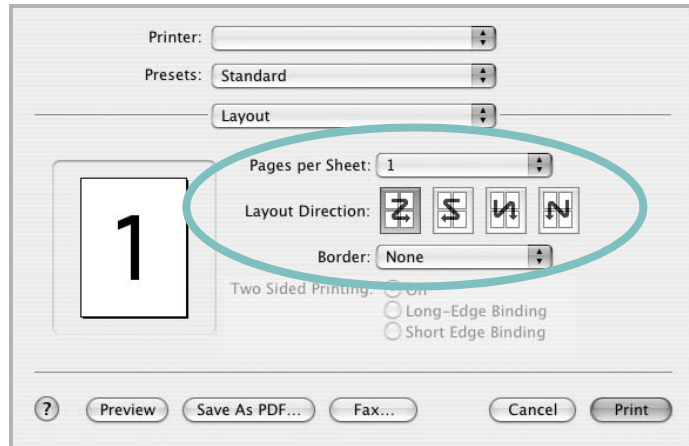 Printer:
Presets: Standard
Layout
Pages per Sheet: 1
1
Layout Direction:
Border: None
Two Sided Printing:
Long-Edge Binding
Short Edge Binding
? Preview Save As PDF... Fax... Cancel Print